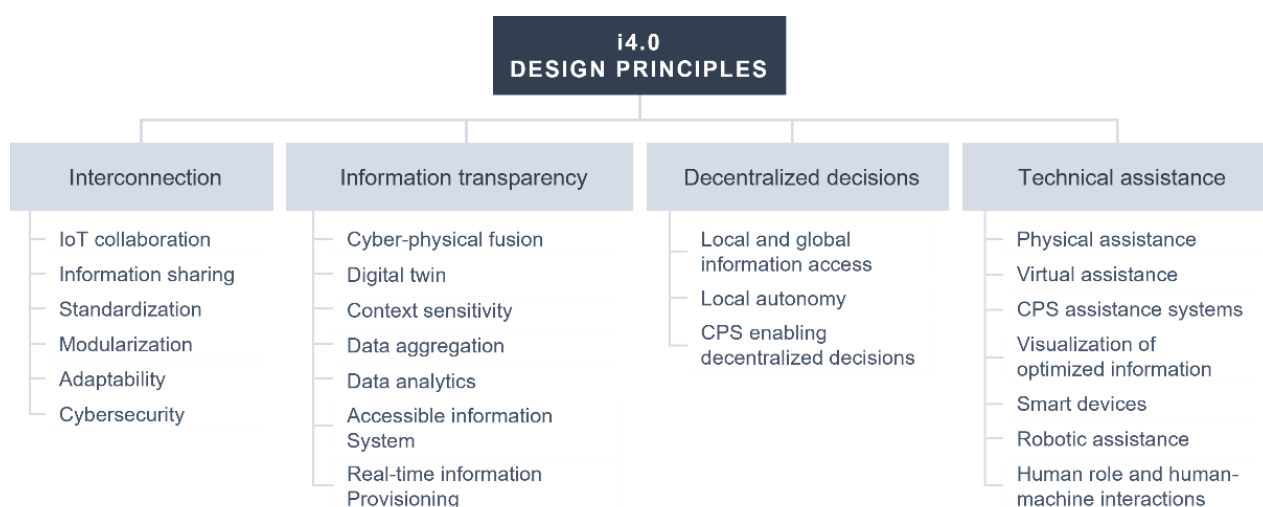 i4.0
DESIGN PRINCIPLES
Interconnection
IoT collaboration
Information sharing
Standardization
Modularization
Adaptability
Cybersecurity
Information transparency
Cyber-physical fusion
Digital twin
Context sensitivity
Data aggregation
Data analytics
Accessible information
System
Real-time information
Provisioning
Decentralized decisions
Local and global
information access
Local autonomy
CPS enabling
decentralized decisions
Technical assistance
Physical assistance
Virtual assistance
CPS assistance systems
Visualization of
optimized information
Smart devices
Robotic assistance
Human role and human-
machine interactions